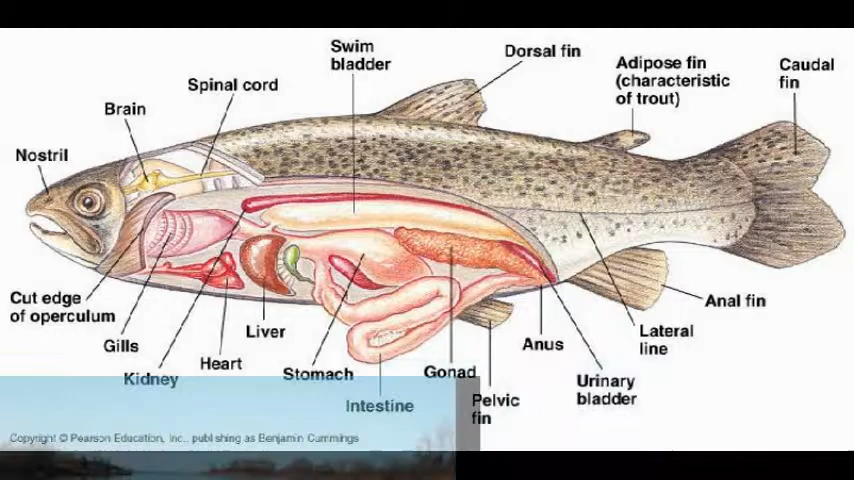 Swim
bladder
Dorsal fin
Adipose fin
(characteristic
of trout)
Caudal
fin
Spinal cord
Brain
Nostril
Cut edge
of operculum
Gills
Kidney
Heart
Liver
Stomach
Intestine
Gonad
Pelvic
fin
Anus
Urinary
bladder
Lateral
line
Anal fin
Copyright © Pearson Education, Inc., publishing as Benjamin Cummings